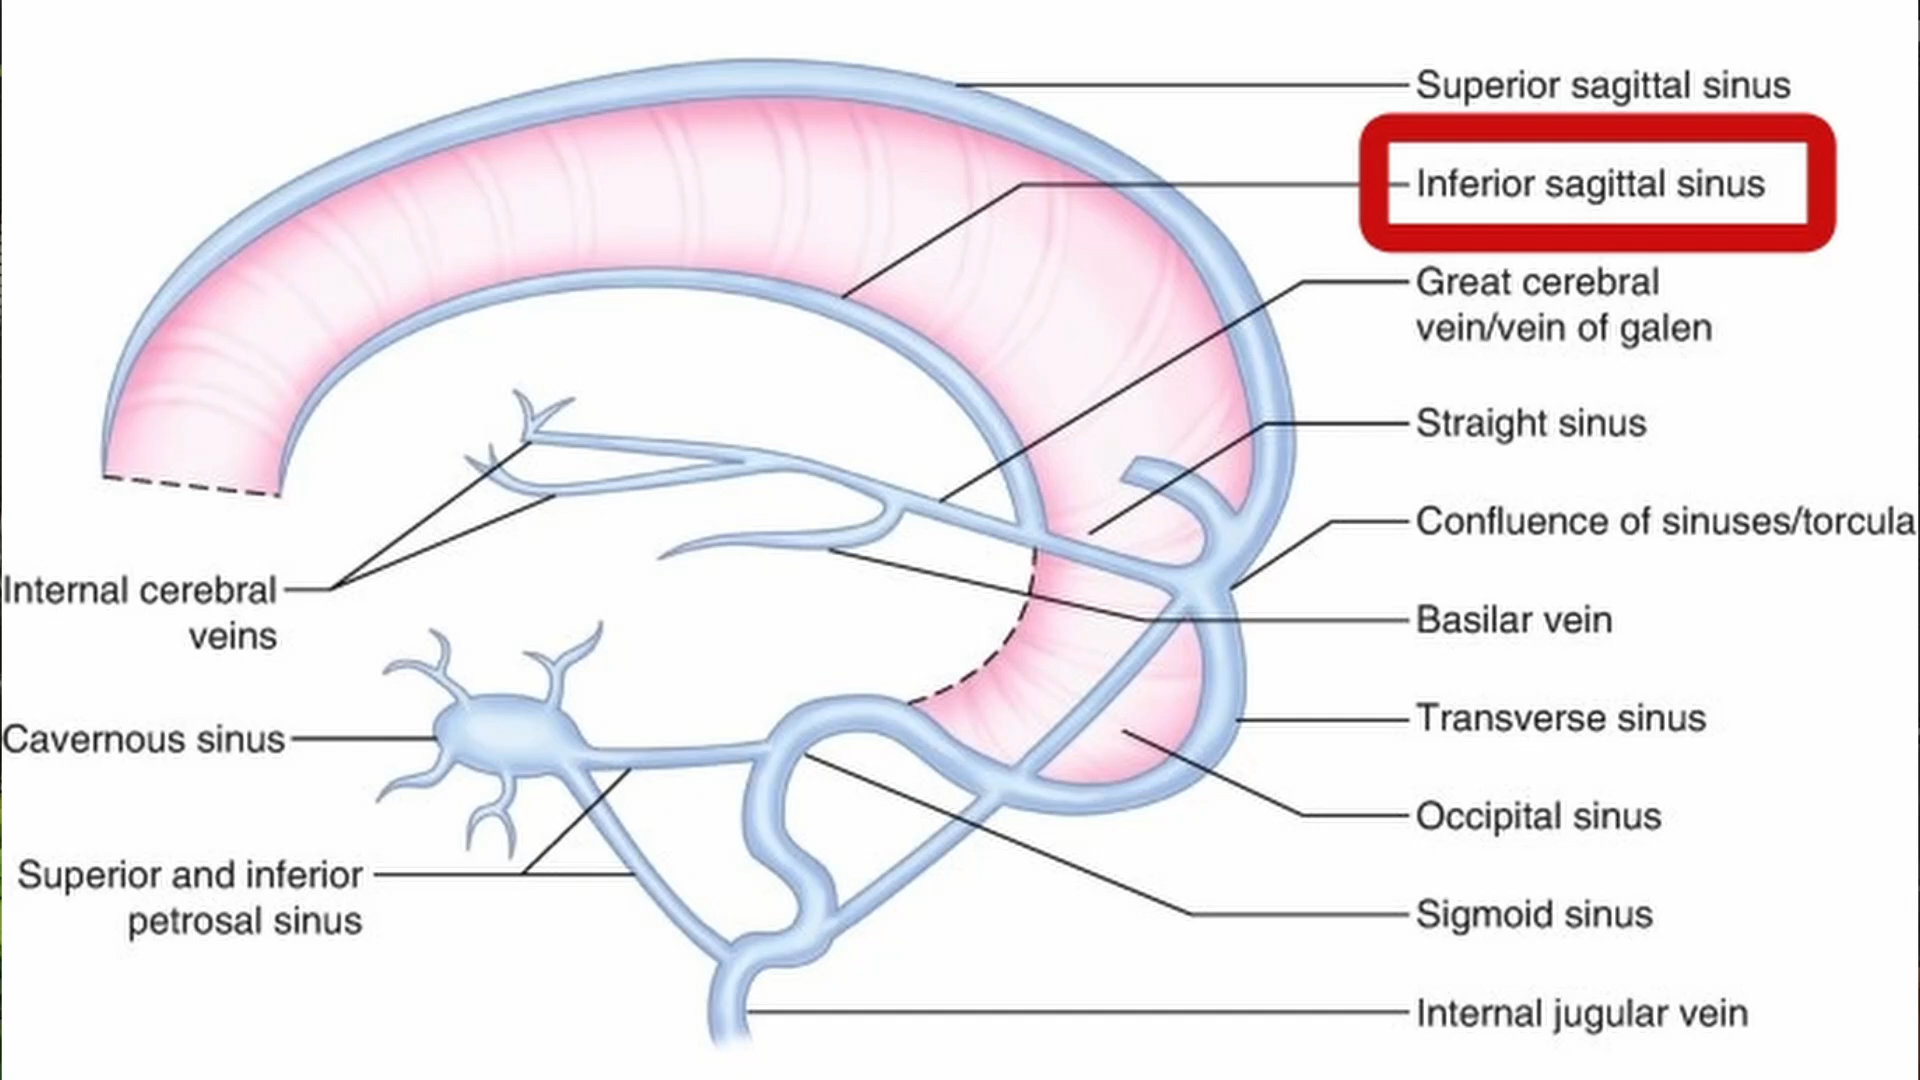 Superior sagittal sinus
Inferior sagittal sinus
Great cerebral
vein/vein of galen
Straight sinus
Confluence of sinuses/torcula
Basilar vein
Transverse sinus
Occipital sinus
Sigmoid sinus
Internal jugular vein
Internal cerebral
veins
Cavernous sinus
Superior and inferior
petrosal sinus